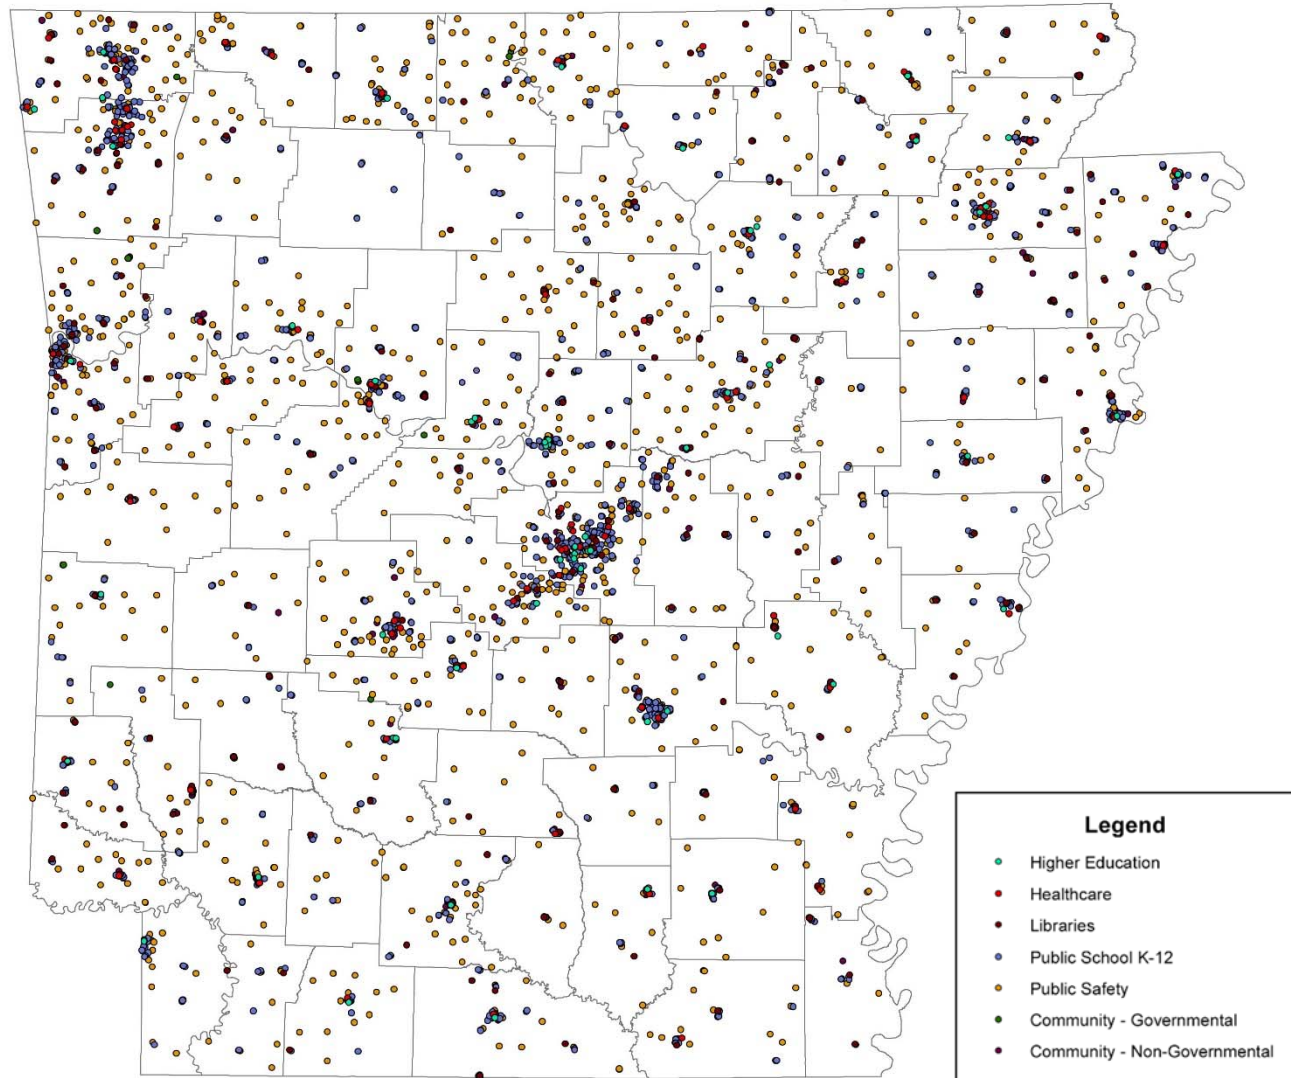 Legend
Higher Education
Healthcare
Libraries
Public School K-12
Public Safety
Community - Governmental
Community - Non-Governmental